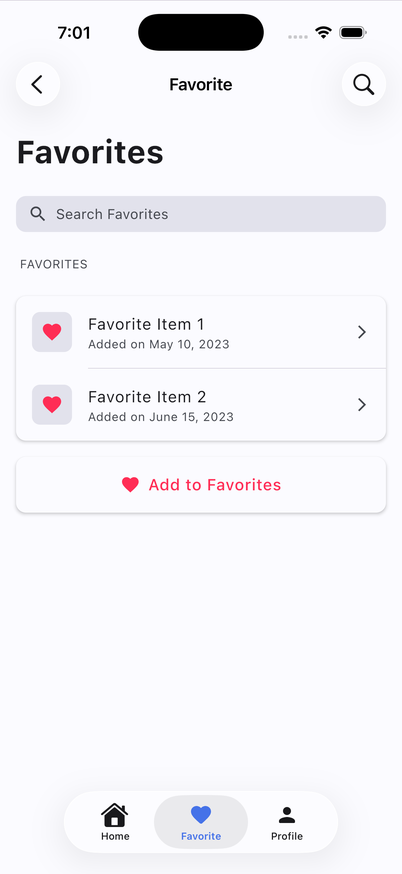 7:01
Favorite
Favorites
Search Favorites
FAVORITES
Favorite Item 1
Added on May 10, 2023
Favorite Item 2
Added on June 15, 2023
Add to Favorites
Home
Favorite
Profile